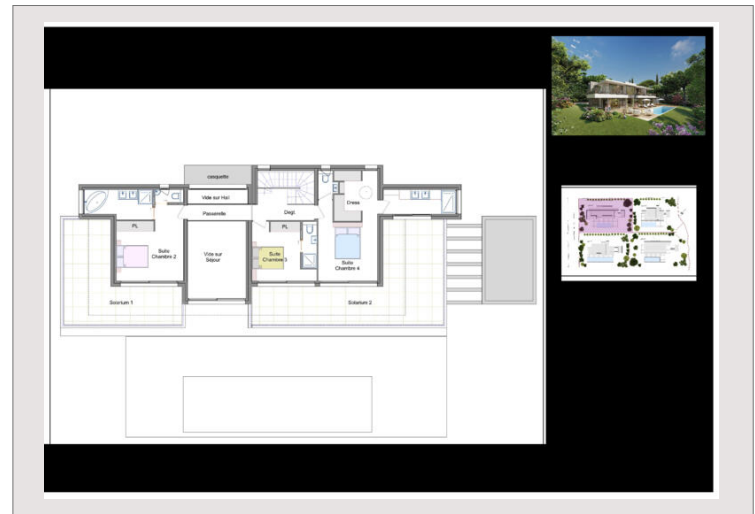 casquette
Vide sur Hall
Dress
Passerelle
Degt.
PL
PL
Suite
Chambre 2
Vide sur
Séjour
Suite
Chambre 3
Suite
Chambre 4
Solarium 1
Solarium 2